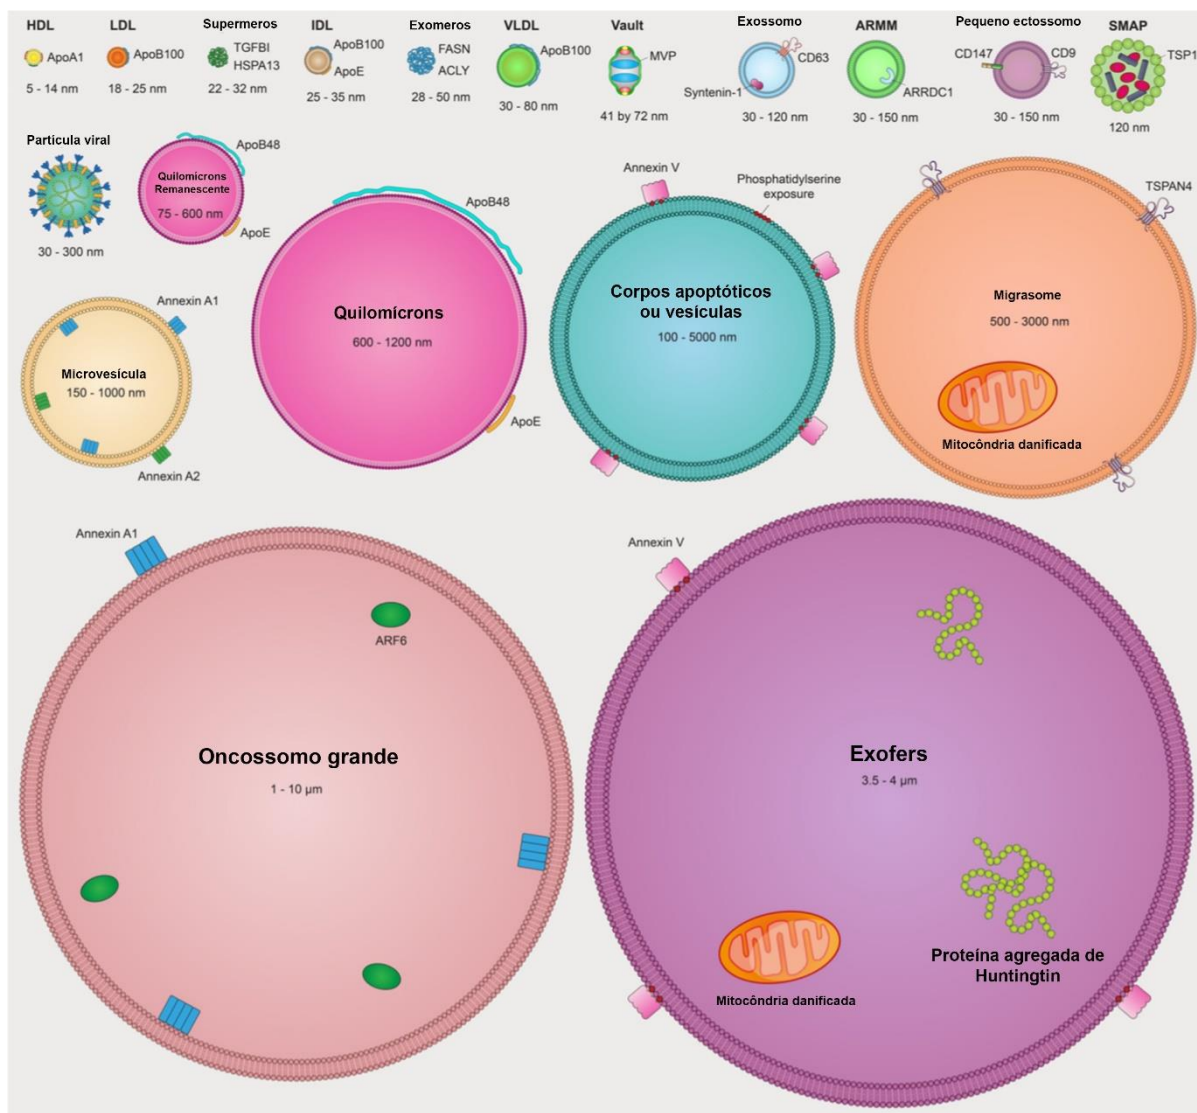 HDL
ApoA1
5 - 14 nm
LDL
ApoB100
18 - 25 nm
Supermeros
TGFBI
HSPA13
22 - 32 nm
IDL
ApoB100
ApoE
25 - 35 nm
Exomeros
FASN
ACLY
28 - 50 nm
VLDL
ApoB100
30 - 80 nm
Vault
MVP
41 by 72 nm
Exossomo
CD63
Syntenin-1
30 - 120 nm
ARMM
ARRDC1
30 - 150 nm
Pequeno ectossomo
CD147
CD9
30 - 150 nm
SMAP
TSP1
120 nm
Partícula viral
30 - 300 nm
ApoB48
Quilomicrons
Remanescente
75 - 600 nm
ApoE
ApoB48
Quilomícrons
600 - 1200 nm
ApoE
Annexin V
Phosphatidylserine
exposure
Corpos apoptóticos
ou vesículas
100 - 5000 nm
TSPAN4
Migrasome
500 - 3000 nm
Mitocôndria danificada
Annexin A1
Microvesícula
150 - 1000 nm
Annexin A2
Annexin A1
ARF6
Oncossomo grande
1 - 10 µm
Annexin V
Exofers
3.5 - 4 µm
Proteína agregada de
Huntingtin
Mitocôndria danificada